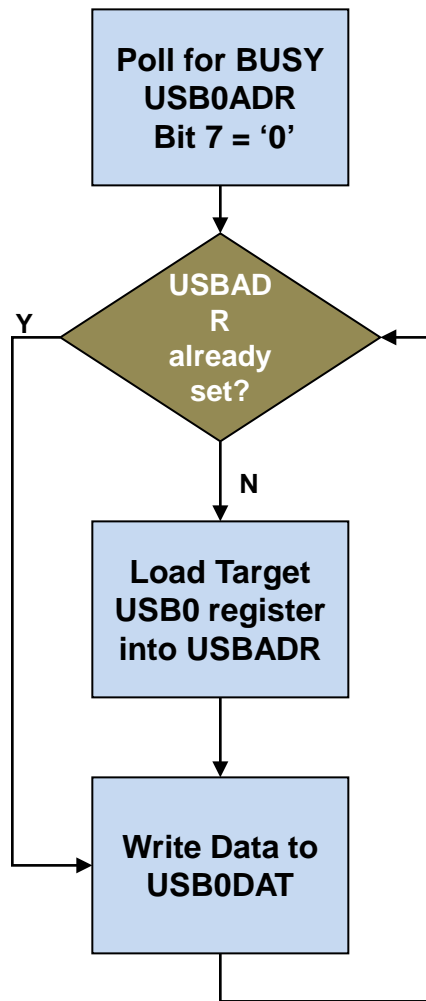 Poll for BUSY
USB0ADR
Bit 7 = ‘0’
USBAD
R
already
set?
Y
N
Load Target
USB0 register
into USBADR
Write Data to
USB0DAT